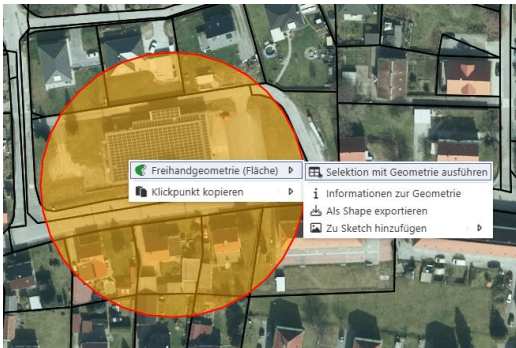 Freihandgeometrie (Fläche)
Klickpunkt kopieren
Selektion mit Geometrie ausführen
Informationen zur Geometrie
Als Shape exportieren
Zu Sketch hinzufügen